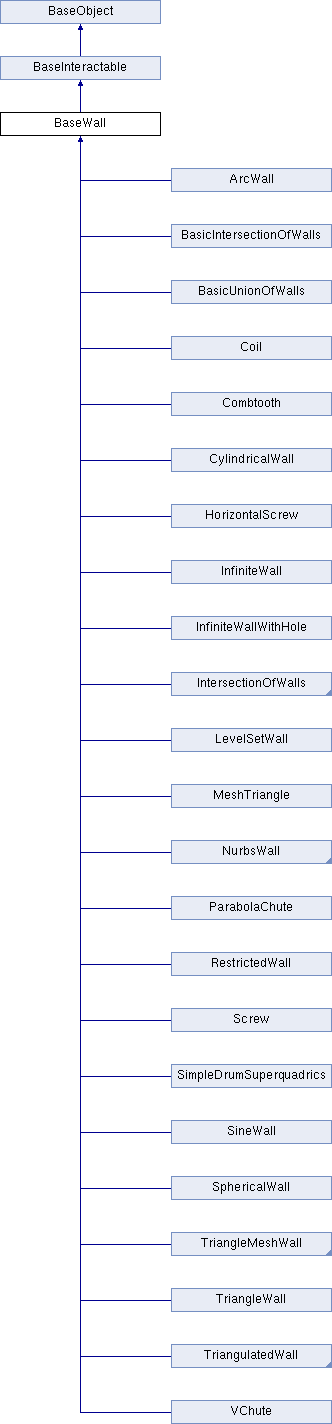 BaseObject
BaseInteractable
BaseWall
ArcWall
BasicIntersectionOfWalls
BasicUnionOfWalls
Coil
Combtooth
CylindricalWall
HorizontalScrew
InfiniteWall
InfiniteWallWithHole
IntersectionOfWalls
LevelSetWall
MeshTriangle
NurbsWall
ParabolaChute
RestrictedWall
Screw
SimpleDrumSuperquadrics
SineWall
SphericalWall
TriangleMeshWall
TriangleWall
TriangulatedWall
VChute